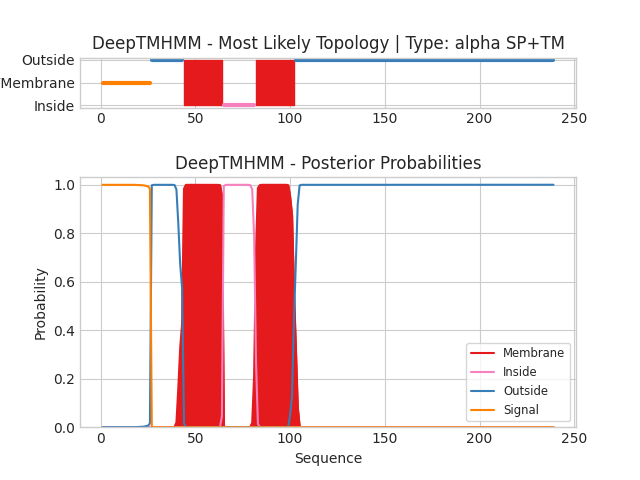 DeepTMHMM - Most Likely Topology | Type: alpha SP+TM
Outside
/Membrane
Inside
0 50 100 150 200 250
DeepTMHMM - Posterior Probabilities
1.0
0.8
0.6
0.4
0.2
0.0
Probability
Membrane
Inside
Outside
Signal
0 50 100 150 200 250
Sequence